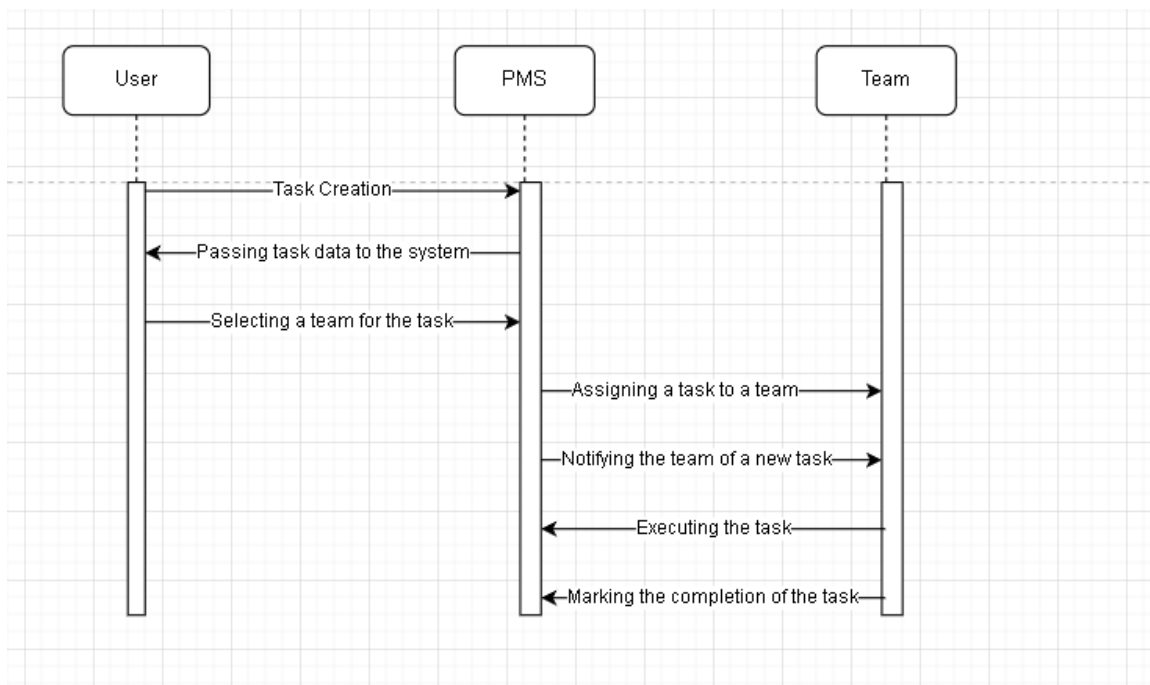 User
PMS
Team
Task Creation
Passing task data to the system
Selecting a team for the task
Assigning a task to a team
Notifying the team of a new task
Executing the task
Marking the completion of the task